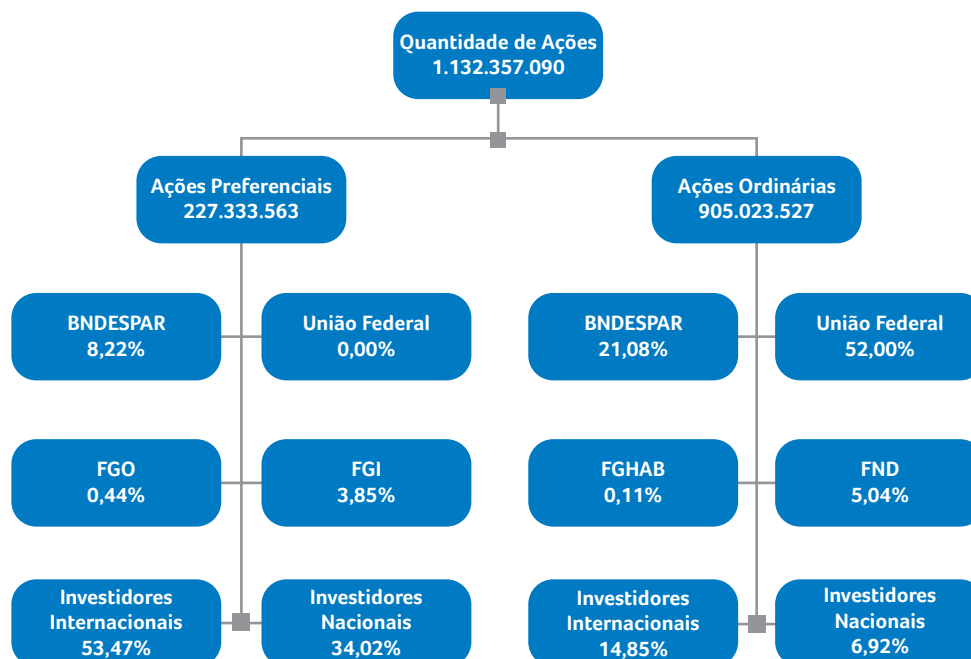 Quantidade de Ações
1.132.357.090
Ações Preferenciais
227.333.563
Ações Ordinárias
905.023.527
BNDESPAR
8,22%
União Federal
0,00%
BNDESPAR
21,08%
União Federal
52,00%
FGO
0,44%
FGI
3,85%
FGHAB
0,11%
FND
5,04%
Investidores
Internacionais
53,47%
Investidores
Nacionais
34,02%
Investidores
Internacionais
14,85%
Investidores
Nacionais
6,92%